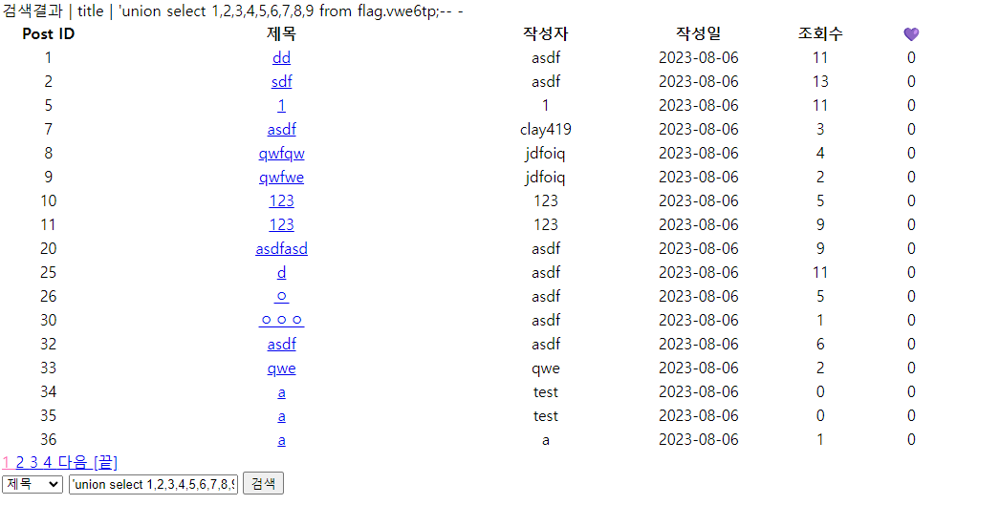 검색결과 | title | 'union select 1,2,3,4,5,6,7,8,9 from flag.vwe6tp;-- -
Post ID 제목 작성자 작성일 조회수 💜
1 dd asdf 2023-08-06 11 0
2 sdf asdf 2023-08-06 13 0
5 1 1 2023-08-06 11 0
7 asdf clay419 2023-08-06 3 0
8 qwfqw jdfoiq 2023-08-06 4 0
9 qwfwe jdfoiq 2023-08-06 2 0
10 123 123 2023-08-06 5 0
11 123 123 2023-08-06 9 0
20 asdfasd asdf 2023-08-06 9 0
25 d asdf 2023-08-06 11 0
26 ㅇ asdf 2023-08-06 5 0
30 ㅇㅇㅇ asdf 2023-08-06 1 0
32 asdf asdf 2023-08-06 6 0
33 qwe qwe 2023-08-06 2 0
34 a test 2023-08-06 0 0
35 a test 2023-08-06 0 0
36 a a 2023-08-06 1 0
1 2 3 4 다음 [끝]
제목 'union select 1,2,3,4,5,6,7,8,9 검색